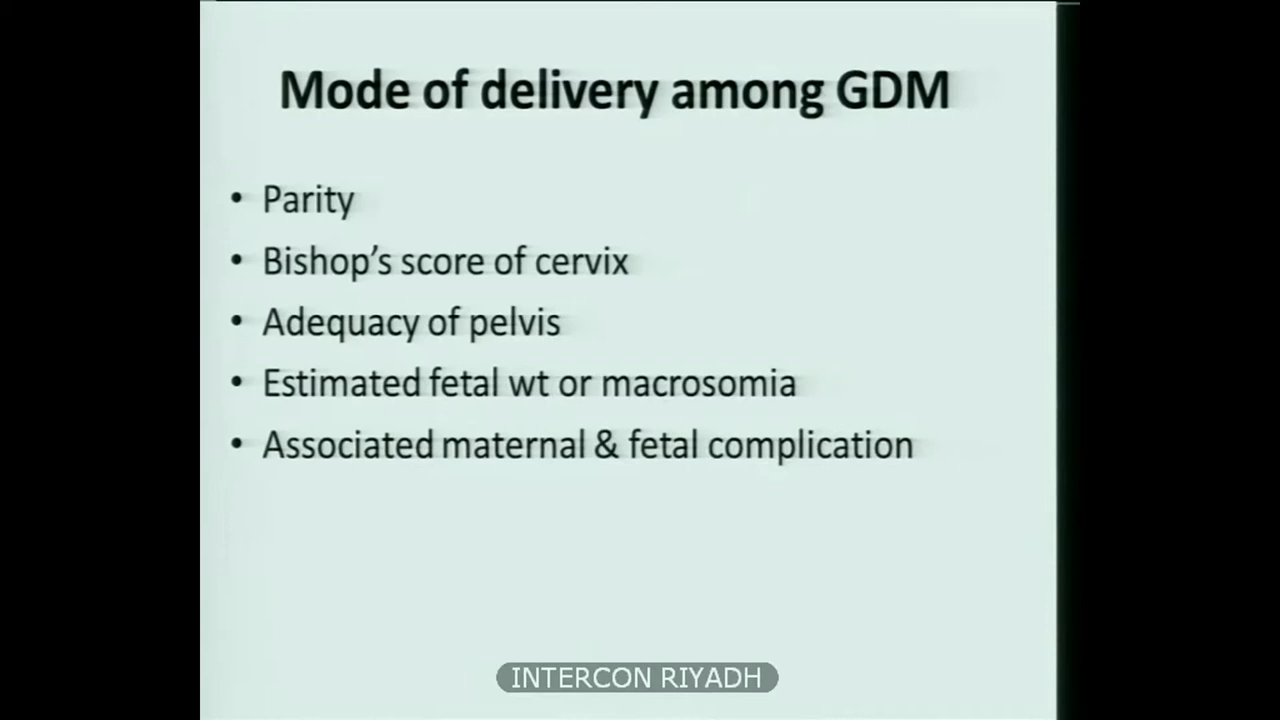 Mode of delivery among GDM
• Parity
• Bishop’s score of cervix
• Adequacy of pelvis
• Estimated fetal wt or macrosomia
• Associated maternal & fetal complication
INTERCON RIYADH